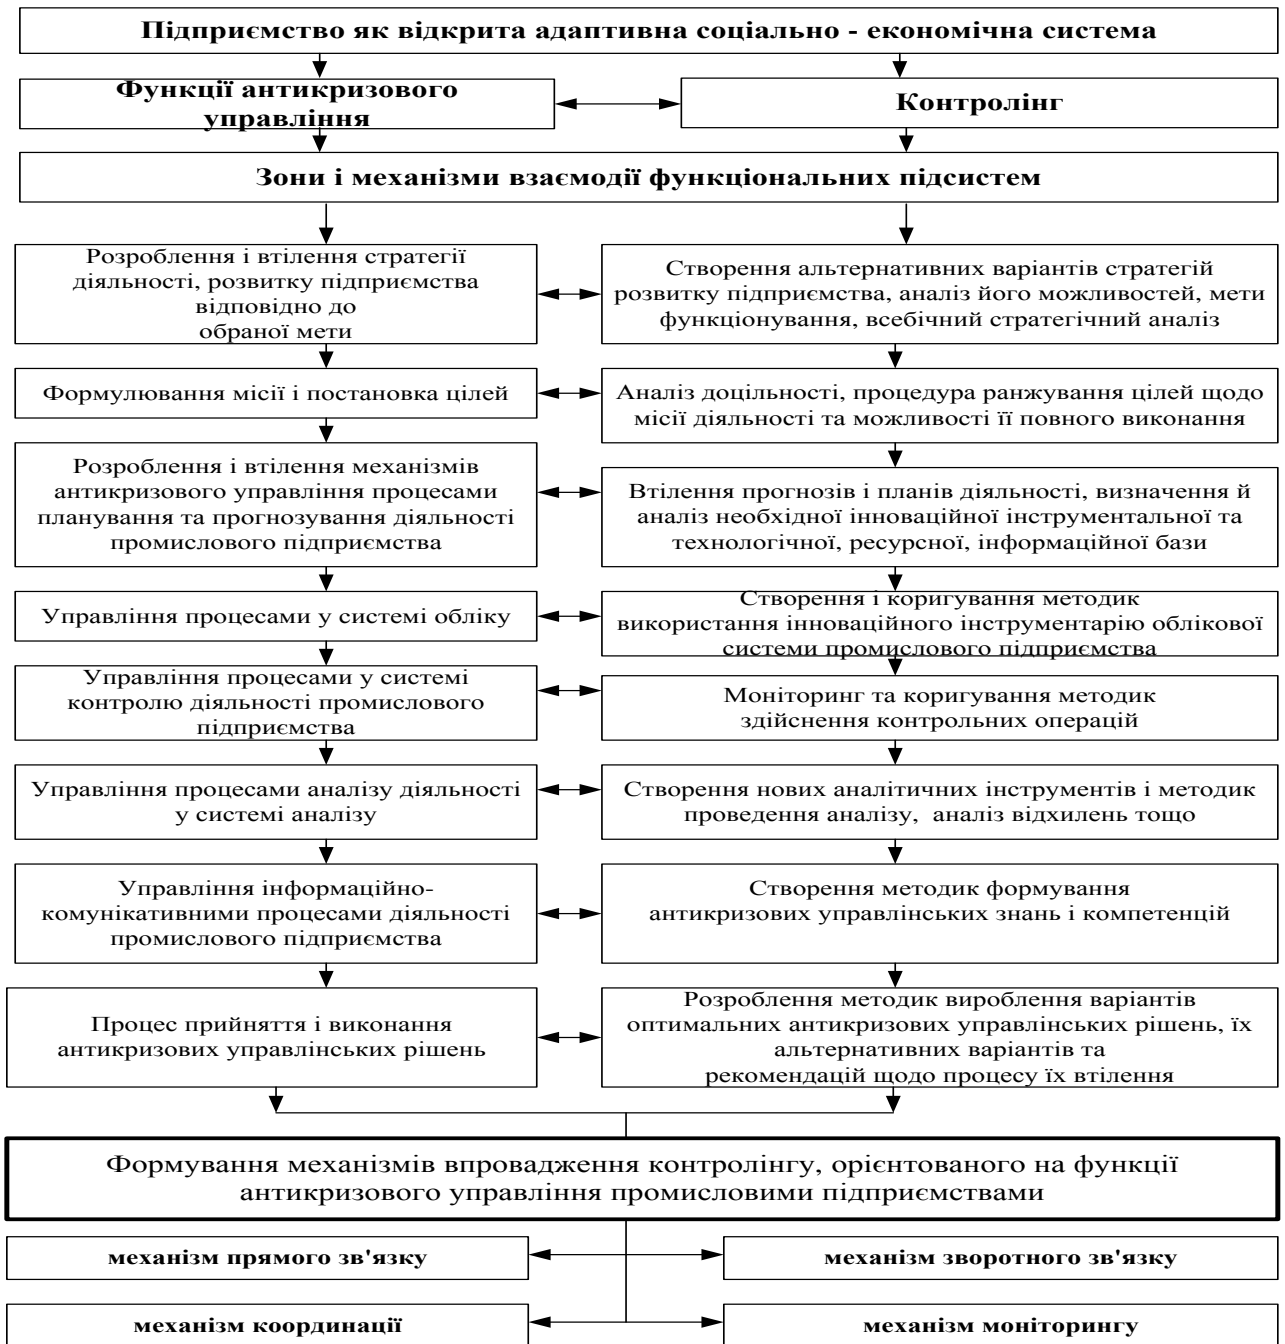 Підприємство як відкрита адаптивна соціально - економічна система
Функції антикризового
управління
Контролінг
Зони і механізми взаємодії функціональних підсистем
Розроблення і втілення стратегії
діяльності, розвитку підприємства
відповідно до
обраної мети
Створення альтернативних варіантів стратегій
розвитку підприємства, аналіз його можливостей, мети
функціонування, всебічний стратегічний аналіз
Формулювання місії і постановка цілей
Аналіз доцільності, процедура ранжування цілей щодо
місії діяльності та можливості її повного виконання
Розроблення і втілення механізмів
антикризового управління процесами
планування та прогнозування діяльності
промислового підприємства
Втілення прогнозів і планів діяльності, визначення й
аналіз необхідної інноваційної інструментальної та
технологічної, ресурсної, інформаційної бази
Управління процесами у системі обліку
Створення і коригування методик
використання інноваційного інструментарію облікової
системи промислового підприємства
Управління процесами у системі
контролю діяльності промислового
підприємства
Моніторинг та коригування методик
здійснення контрольних операцій
Управління процесами аналізу діяльності
у системі аналізу
Створення нових аналітичних інструментів і методик
проведення аналізу, аналіз відхилень тощо
Управління інформаційно-
комунікативними процесами діяльності
промислового підприємства
Створення методик формування
антикризових управлінських знань і компетенцій
Процес прийняття і виконання
антикризових управлінських рішень
Розроблення методик вироблення варіантів
оптимальних антикризових управлінських рішень, їх
альтернативних варіантів та
рекомендацій щодо процесу їх втілення
Формування механізмів впровадження контролінгу, орієнтованого на функції
антикризового управління промисловими підприємствами
механізм прямого зв'язку
механізм зворотного зв'язку
механізм координації
механізм моніторингу